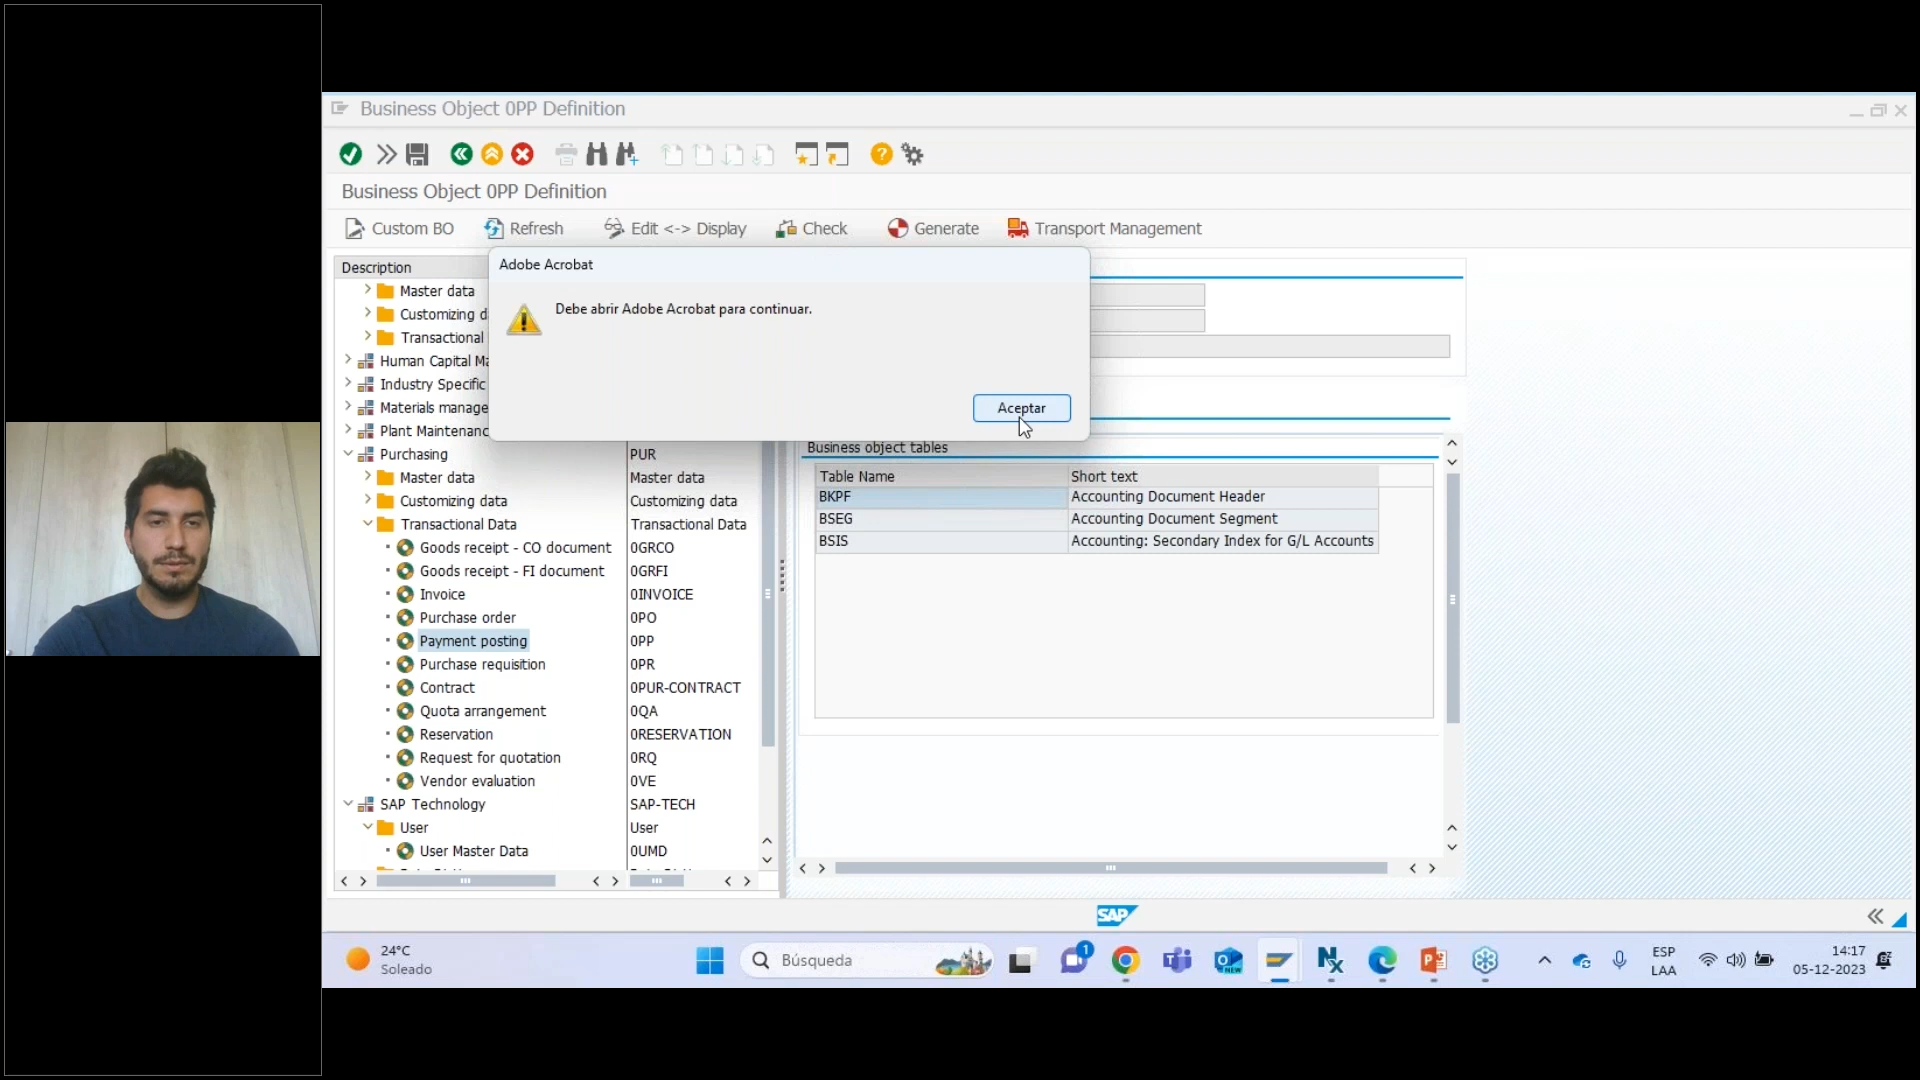 Business Object 0PP Definition
Business Object 0PP Definition
Custom BO
Refresh
Edit <-> Display
Check
Generate
Transport Management
Adobe Acrobat
Debe abrir Adobe Acrobat para continuar.
Aceptar
Description
Master data
Customizing d
Transactional
Human Capital Ma
Industry Specific
Materials manage
Plant Maintenanc
Purchasing PUR
Master data Master data
Customizing data Customizing data
Transactional Data Transactional Data
Goods receipt - CO document 0GRCO
Goods receipt - FI document 0GRFI
Invoice 0INVOICE
Purchase order 0PO
Payment posting 0PP
Purchase requisition 0PR
Contract 0PUR-CONTRACT
Quota arrangement 0QA
Reservation 0RESERVATION
Request for quotation 0RQ
Vendor evaluation 0VE
SAP Technology SAP-TECH
User User
User Master Data 0UMD
Business object tables
Table Name Short text
BKPF Accounting Document Header
BSEG Accounting Document Segment
BSIS Accounting: Secondary Index for G/L Accounts
SAP
24°C
Soleado
Búsqueda
1
NEW
ESP
LAA
14:17
05-12-2023